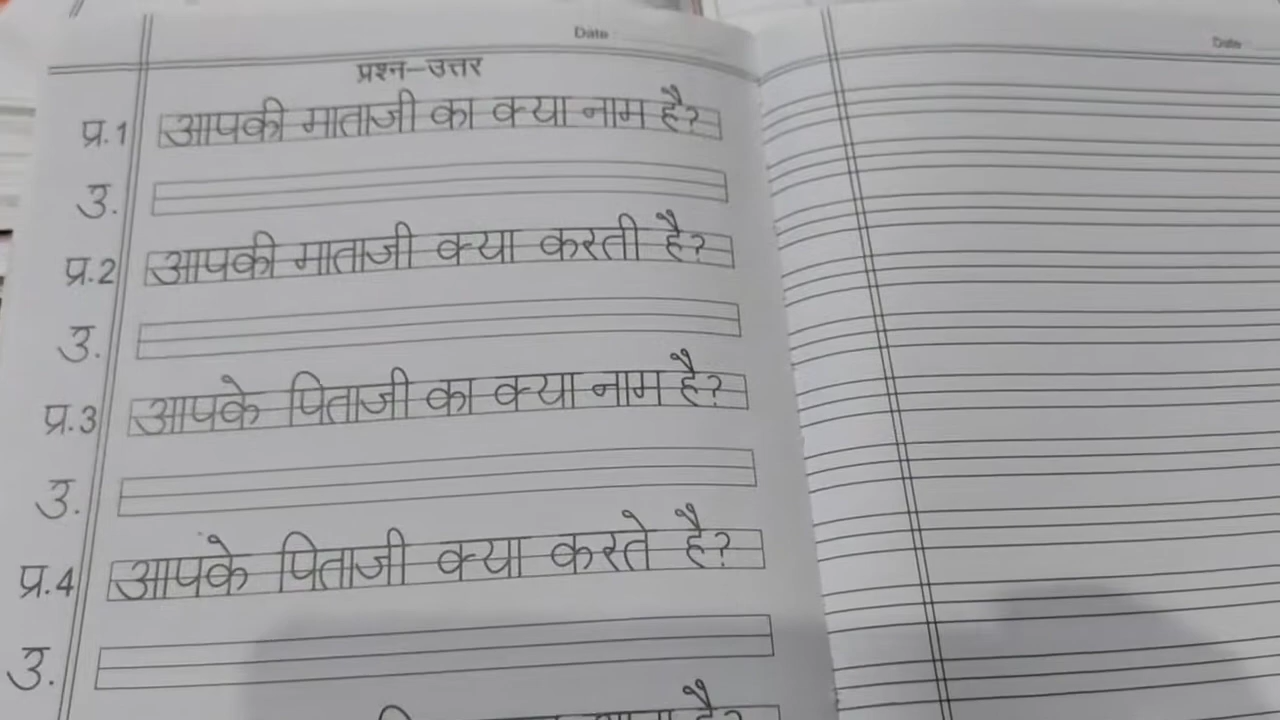 Date
प्रश्न-उत्तर
प्र.1 आपकी माताजी का क्या नाम है?
उ.
प्र.2 आपकी माताजी क्या करती है?
उ.
प्र.3 आपके पिताजी का क्या नाम है?
उ.
प्र.4 आपके पिताजी क्या करते है?
उ.
है?
Date